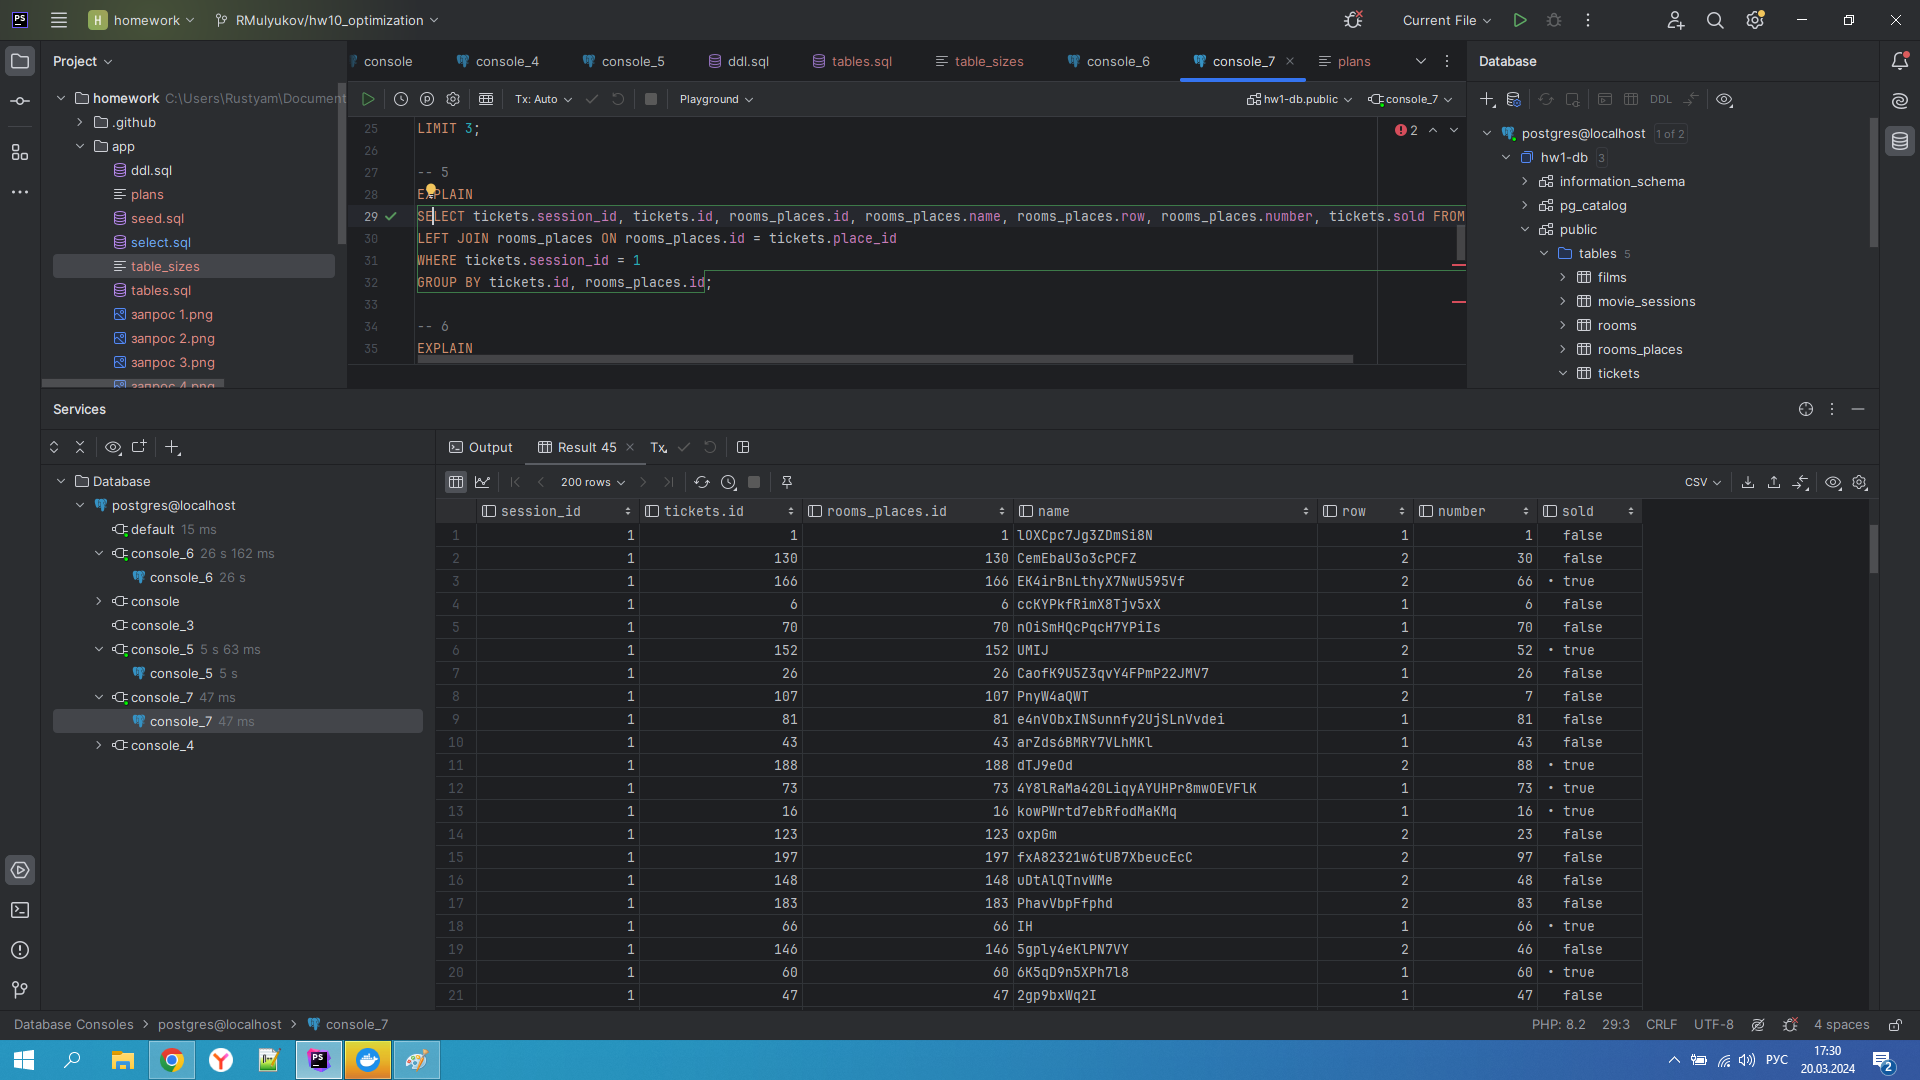 PS
H homework
RMulyukov/hw10_optimization
Current File
Project
homework C:\Users\Rustyam\Document
.github
app
ddl.sql
plans
seed.sql
select.sql
table_sizes
tables.sql
запрос 1.png
запрос 2.png
запрос 3.png
запрос 4.png
console
console_4
console_5
ddl.sql
tables.sql
table_sizes
console_6
console_7
plans
Tx: Auto
Playground
hw1-db.public
console_7
2
25 LIMIT 3;
26
27 -- 5
28 EXPLAIN
29 SELECT tickets.session_id, tickets.id, rooms_places.id, rooms_places.name, rooms_places.row, rooms_places.number, tickets.sold FROM
30 LEFT JOIN rooms_places ON rooms_places.id = tickets.place_id
31 WHERE tickets.session_id = 1
32 GROUP BY tickets.id, rooms_places.id;
33
34 -- 6
35 EXPLAIN
Database
DDL
postgres@localhost 1 of 2
hw1-db 3
information_schema
pg_catalog
public
tables 5
films
movie_sessions
rooms
rooms_places
tickets
Services
Database
postgres@localhost
default 15 ms
console_6 26 s 162 ms
console_6 26 s
console
console_3
console_5 5 s 63 ms
console_5 5 s
console_7 47 ms
console_7 47 ms
console_4
Output
Result 45
Tx
200 rows
CSV
session_id tickets.id rooms_places.id name row number sold
1 1 1 1 lOXCpc7Jg3ZDmSi8N 1 1 false
2 1 130 130 CemEbaU3o3cPCFZ 2 30 false
3 1 166 166 EK4irBnLthyX7NwU595Vf 2 66 true
4 1 6 6 ccKYPkfRimX8Tjv5xX 1 6 false
5 1 70 70 nOiSmHQcPqcH7YPiIs 1 70 false
6 1 152 152 UMIJ 2 52 true
7 1 26 26 CaofK9U5Z3qvY4FPmP22JMV7 1 26 false
8 1 107 107 PnyW4aQWT 2 7 false
9 1 81 81 e4nVObxINSunnfy2UjSLnVvdei 1 81 false
10 1 43 43 arZds6BMRY7VLhMKl 1 43 false
11 1 188 188 dTJ9eOd 2 88 true
12 1 73 73 4Y8lRaMa420LiqyAYUHPr8mwOEVFlK 1 73 true
13 1 16 16 kowPWrtd7ebRfodMaKMq 1 16 true
14 1 123 123 oxpGm 2 23 false
15 1 197 197 fxA82321w6tUB7XbeucEcC 2 97 false
16 1 148 148 uDtAlQTnvWMe 2 48 false
17 1 183 183 PhavVbpFfphd 2 83 false
18 1 66 66 IH 1 66 true
19 1 146 146 5gply4eKlPN7VY 2 46 false
20 1 60 60 6K5qD9n5XPh7l8 1 60 true
21 1 47 47 2gp9bxWq2I 1 47 false
Database Consoles
postgres@localhost
console_7
PHP: 8.2
29:3
CRLF
UTF-8
4 spaces
PS
РУС
17:30
20.03.2024
2